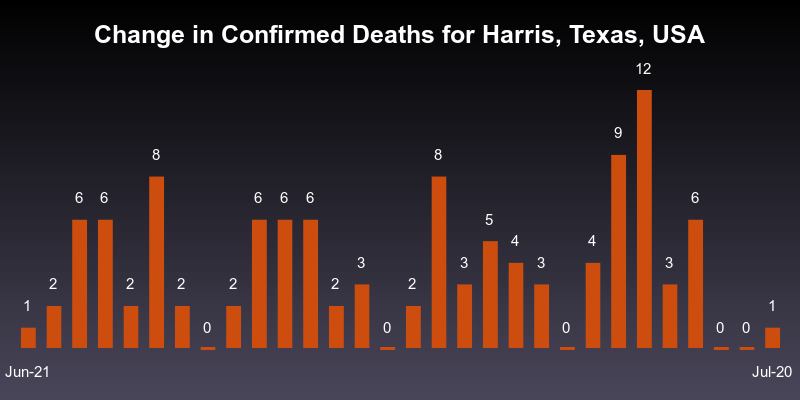 Change in Confirmed Deaths for Harris, Texas, USA
1 2 6 6 2 8 2 0 2 6 6 6 2 3 0 2 8 3 5 4 3 0 4 9 12 3 6 0 0 1
Jun-21 Jul-20